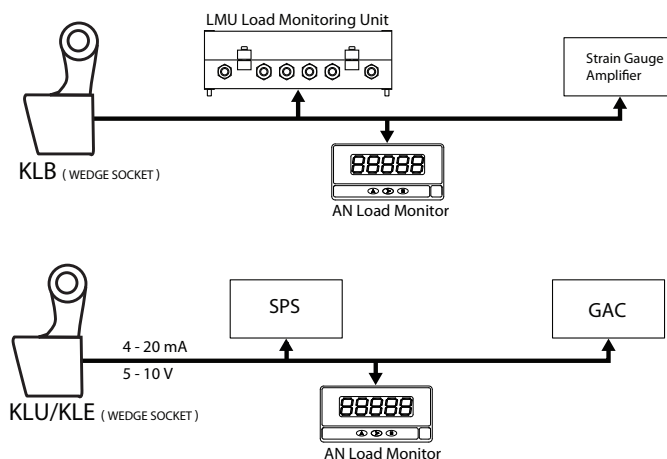 LMU Load Monitoring Unit
Strain Gauge
Amplifier
88888
A B
KLB ( WEDGE SOCKET )
AN Load Monitor
SPS
GAC
4 - 20 mA
5 - 10 V
88888
A B
KLU/KLE ( WEDGE SOCKET )
AN Load Monitor